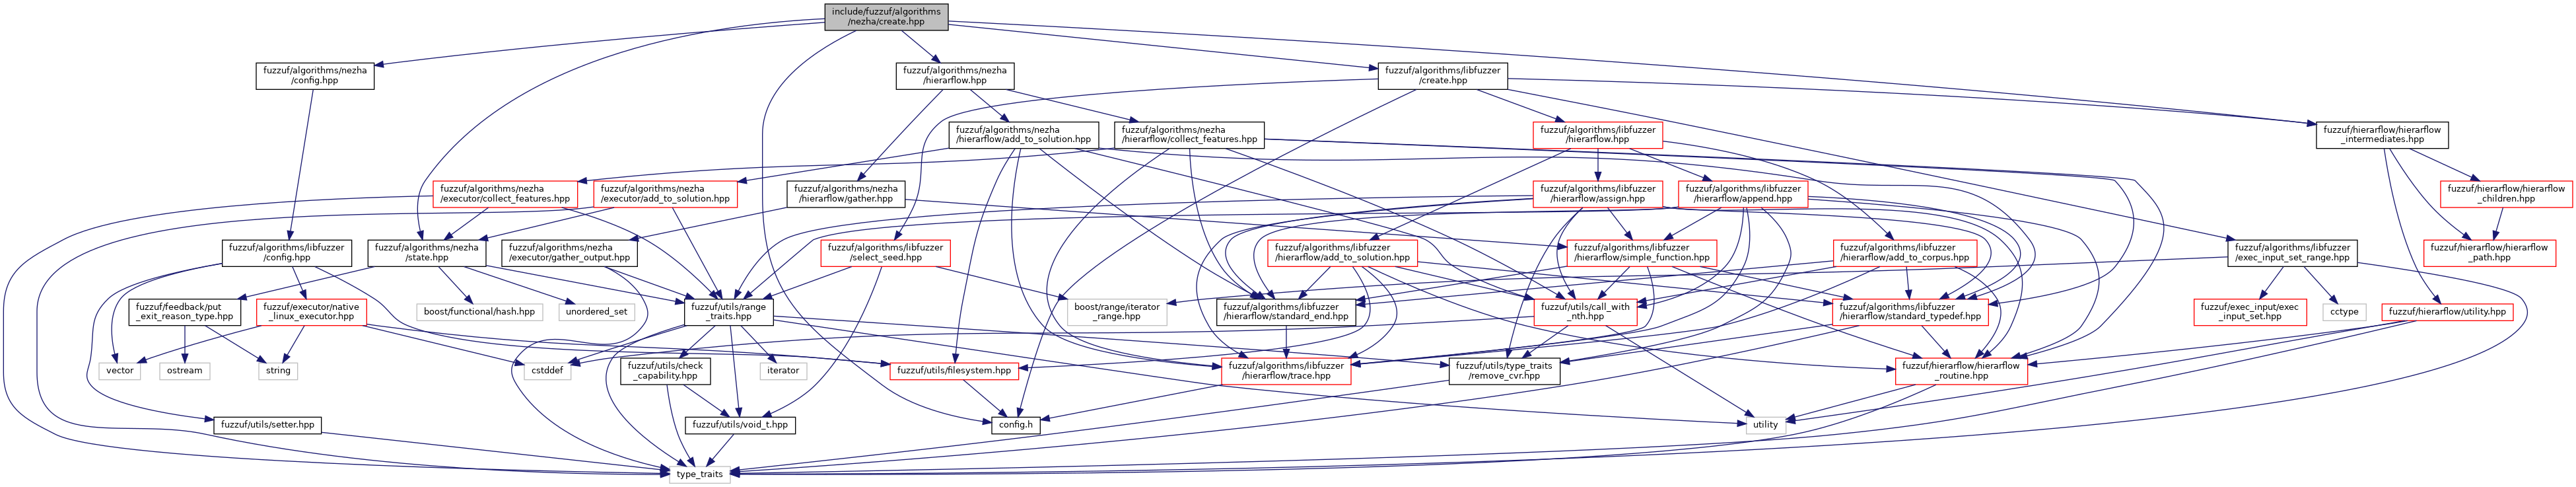 include/fuzzuf/algorithms
/nezha/create.hpp
fuzzuf/algorithms/nezha
/config.hpp
fuzzuf/algorithms/nezha
/hierarflow.hpp
fuzzuf/algorithms/libfuzzer
/create.hpp
fuzzuf/algorithms/nezha
/hierarflow/add_to_solution.hpp
fuzzuf/algorithms/nezha
/hierarflow/collect_features.hpp
fuzzuf/algorithms/libfuzzer
/hierarflow.hpp
fuzzuf/hierarflow/hierarflow
_intermediates.hpp
fuzzuf/algorithms/nezha
/executor/collect_features.hpp
fuzzuf/algorithms/nezha
/executor/add_to_solution.hpp
fuzzuf/algorithms/nezha
/hierarflow/gather.hpp
fuzzuf/algorithms/libfuzzer
/hierarflow/assign.hpp
fuzzuf/algorithms/libfuzzer
/hierarflow/append.hpp
fuzzuf/hierarflow/hierarflow
_children.hpp
fuzzuf/algorithms/libfuzzer
/config.hpp
fuzzuf/algorithms/nezha
/state.hpp
fuzzuf/algorithms/nezha
/executor/gather_output.hpp
fuzzuf/algorithms/libfuzzer
/select_seed.hpp
fuzzuf/algorithms/libfuzzer
/hierarflow/add_to_solution.hpp
fuzzuf/algorithms/libfuzzer
/hierarflow/simple_function.hpp
fuzzuf/algorithms/libfuzzer
/hierarflow/add_to_corpus.hpp
fuzzuf/algorithms/libfuzzer
/exec_input_set_range.hpp
fuzzuf/hierarflow/hierarflow
_path.hpp
fuzzuf/feedback/put
_exit_reason_type.hpp
fuzzuf/executor/native
_linux_executor.hpp
boost/functional/hash.hpp
unordered_set
fuzzuf/utils/range
_traits.hpp
boost/range/iterator
_range.hpp
fuzzuf/algorithms/libfuzzer
/hierarflow/standard_end.hpp
fuzzuf/utils/call_with
_nth.hpp
fuzzuf/algorithms/libfuzzer
/hierarflow/standard_typedef.hpp
fuzzuf/exec_input/exec
_input_set.hpp
cctype
fuzzuf/hierarflow/utility.hpp
vector
ostream
string
cstddef
fuzzuf/utils/check
_capability.hpp
iterator
fuzzuf/utils/filesystem.hpp
fuzzuf/algorithms/libfuzzer
/hierarflow/trace.hpp
fuzzuf/utils/type_traits
/remove_cvr.hpp
fuzzuf/hierarflow/hierarflow
_routine.hpp
fuzzuf/utils/setter.hpp
fuzzuf/utils/void_t.hpp
config.h
utility
type_traits